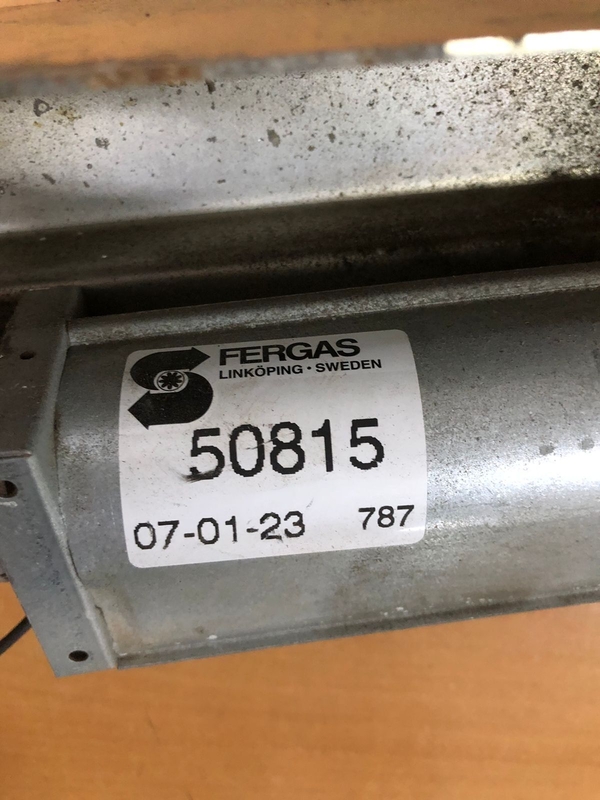 FERGAS
LINKÖPING · SWEDEN
50815
07-01-23 787